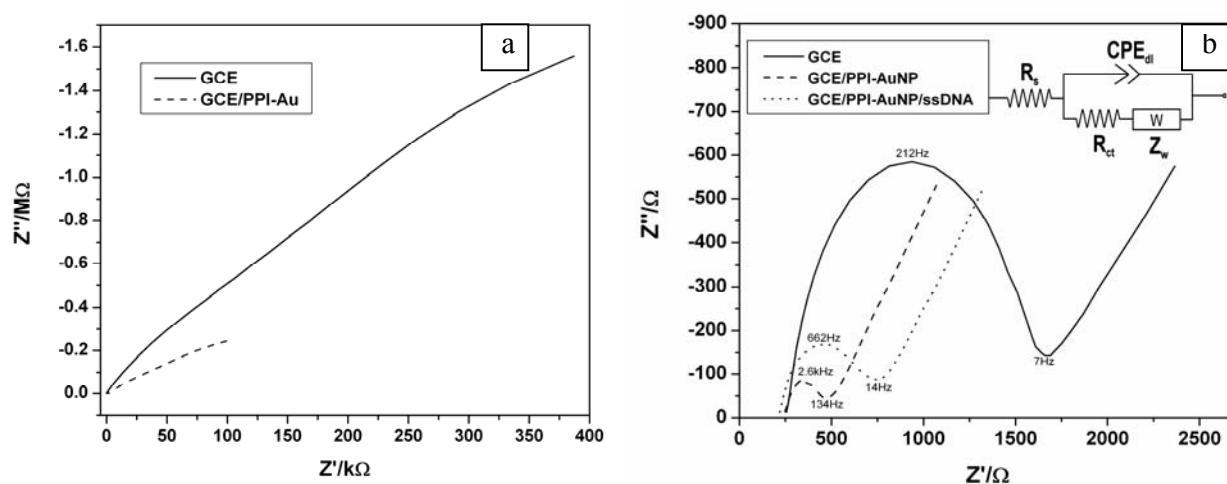 a
-1.6
-1.4
-1.2
-1.0
-0.8
-0.6
-0.4
-0.2
0.0
Z''/MΩ
GCE
GCE/PPI-Au
0 50 100 150 200 250 300 350 400
Z'/kΩ
b
-900
-800
-700
-600
-500
-400
-300
-200
-100
0
Z''/Ω
GCE
GCE/PPI-AuNP
GCE/PPI-AuNP/ssDNA
Rs
CPEdl
Rct
W
Zw
212Hz
662Hz
2.6kHz
134Hz
14Hz
7Hz
0 500 1000 1500 2000 2500
Z'/Ω